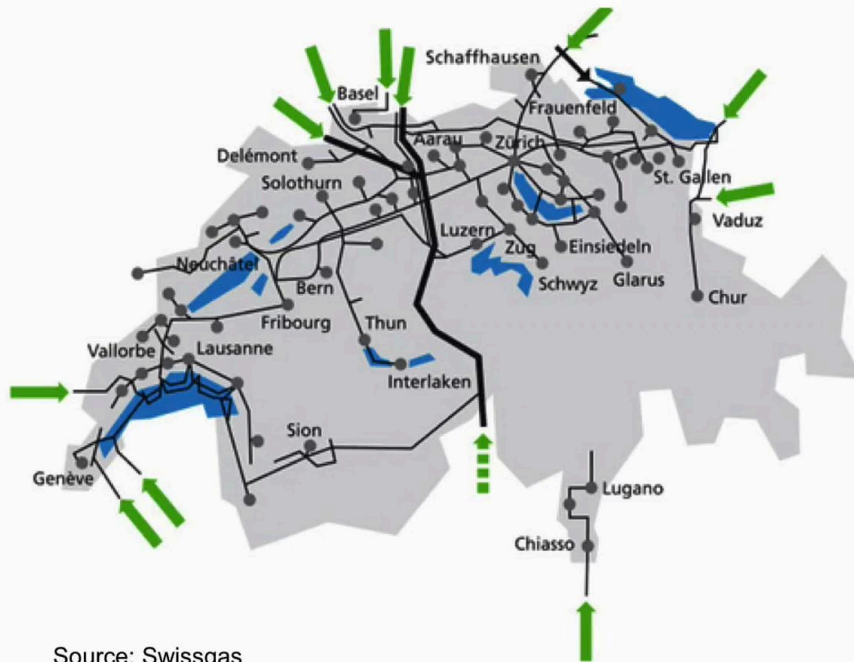 Schaffhausen
Basel
Frauenfeld
Aarau
Zürich
Delémont
St. Gallen
Solothurn
Vaduz
Luzern
Zug
Einsiedeln
Neuchâtel
Glarus
Schwyz
Bern
Chur
Fribourg
Thun
Vallorbe
Lausanne
Interlaken
Sion
Genève
Lugano
Chiasso
Source: Swissgas